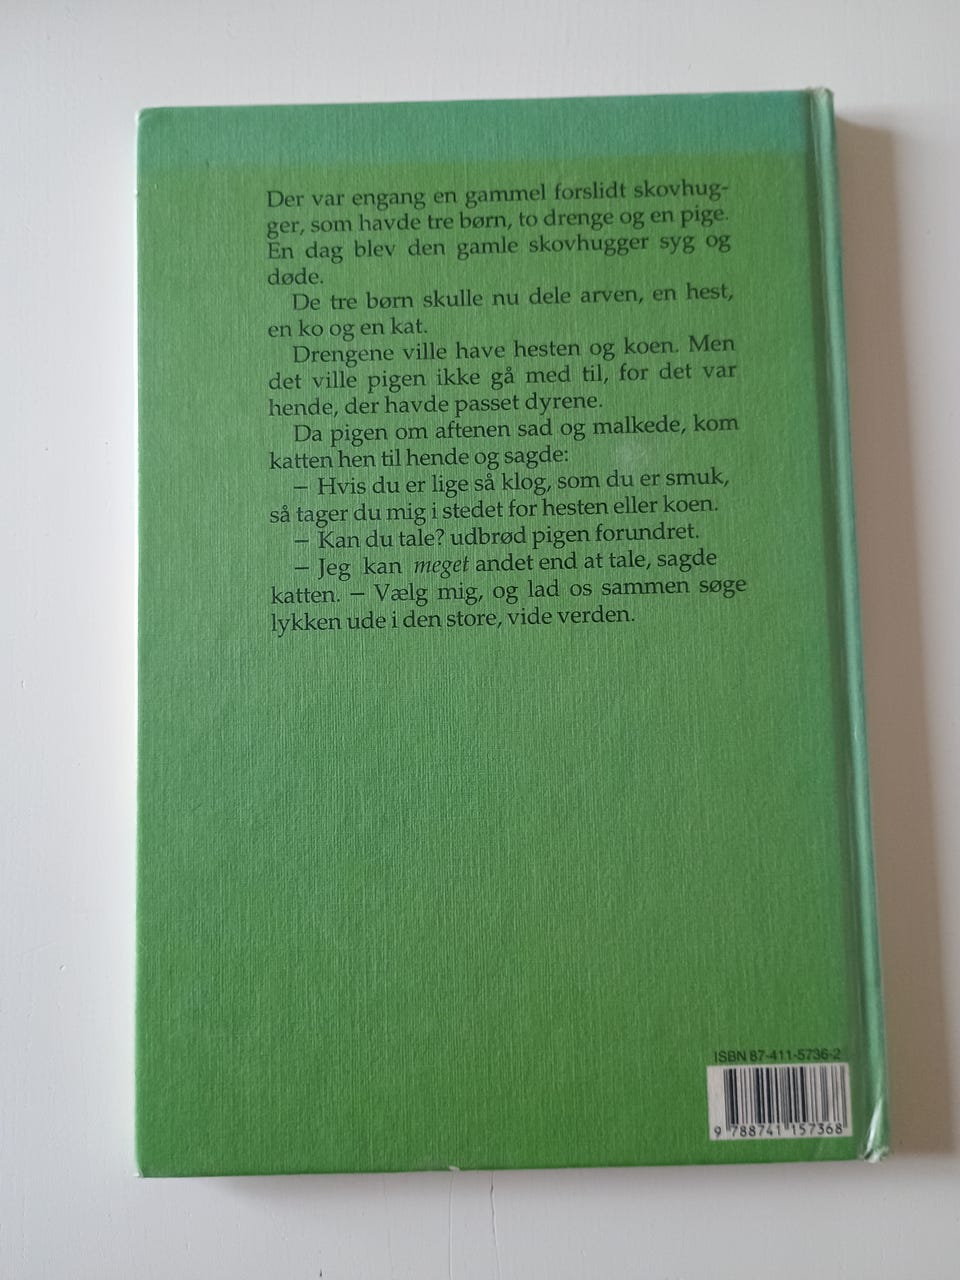 Der var engang en gammel forslidt skovhug-
ger, som havde tre børn, to drenge og en pige.
En dag blev den gamle skovhugger syg og
døde.
De tre børn skulle nu dele arven, en hest,
en ko og en kat.
Drengene ville have hesten og koen. Men
det ville pigen ikke gå med til, for det var
hende, der havde passet dyrene.
Da pigen om aftenen sad og malkede, kom
katten hen til hende og sagde:
— Hvis du er lige så klog, som du er smuk,
så tager du mig i stedet for hesten eller koen.
— Kan du tale? udbrød pigen forundret.
— Jeg kan meget andet end at tale, sagde
katten. — Vælg mig, og lad os sammen søge
lykken ude i den store, vide verden.
ISBN 87-411-5736-2
9 788741 157368